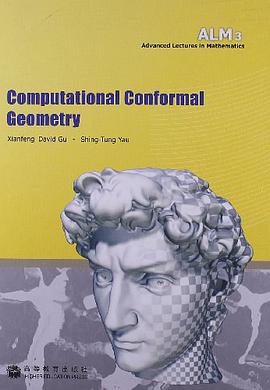 ALM 3
Advanced Lectures in Mathematics
Computational Conformal
Geometry
Xianfeng David Gu - Shing-Tung Yau
高等教育出版社
HIGHER EDUCATION PRESS